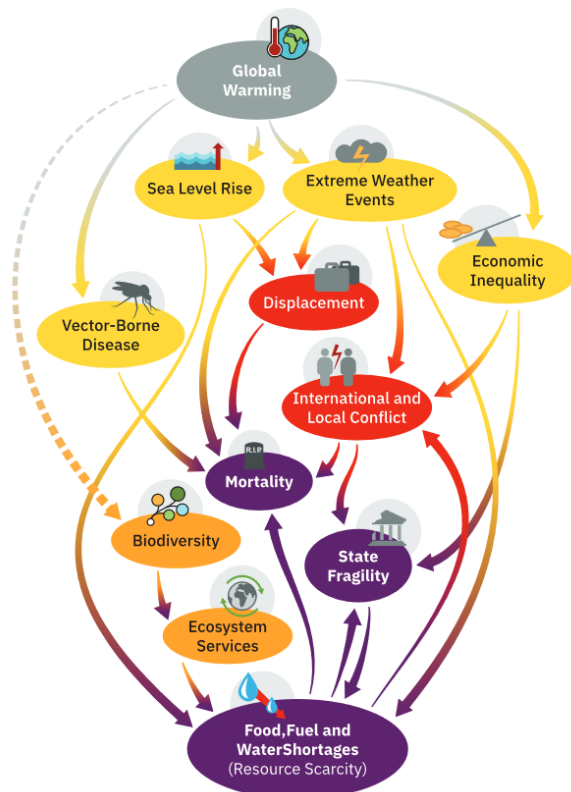 Global
Warming
Sea Level Rise
Extreme Weather
Events
Economic
Inequality
Displacement
Vector-Borne
Disease
International and
Local Conflict
R.I.P
Mortality
Biodiversity
State
Fragility
Ecosystem
Services
Food,Fuel and
WaterShortages
(Resource Scarcity)